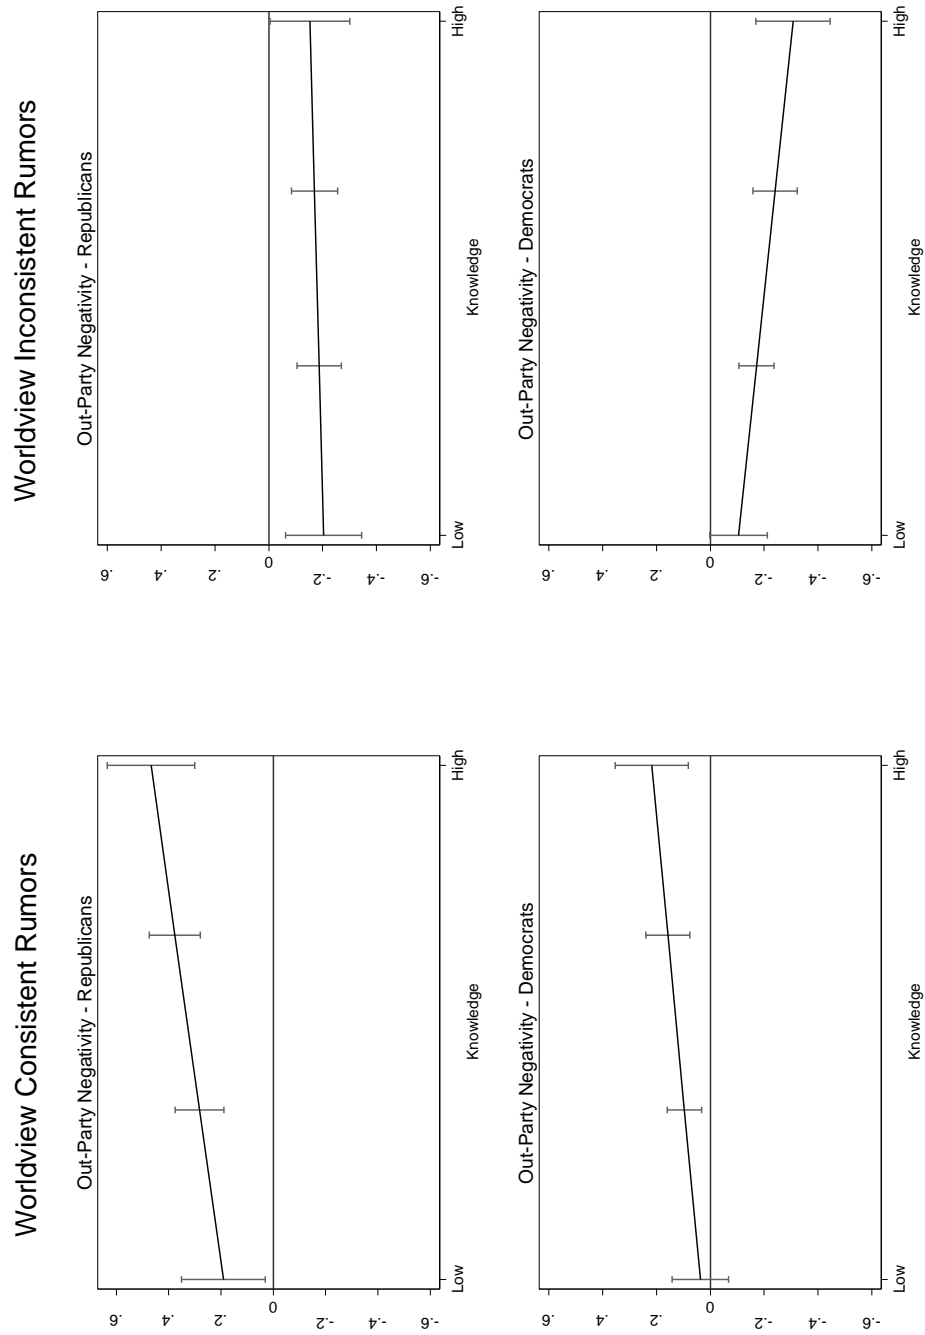 Worldview Consistent Rumors
Worldview Inconsistent Rumors
Out-Party Negativity - Republicans
.6
.4
.2
0
-.2
-.4
-.6
Low
High
Knowledge
Out-Party Negativity - Republicans
.6
.4
.2
0
-.2
-.4
-.6
Low
High
Knowledge
Out-Party Negativity - Democrats
.6
.4
.2
0
-.2
-.4
-.6
Low
High
Knowledge
Out-Party Negativity - Democrats
.6
.4
.2
0
-.2
-.4
-.6
Low
High
Knowledge